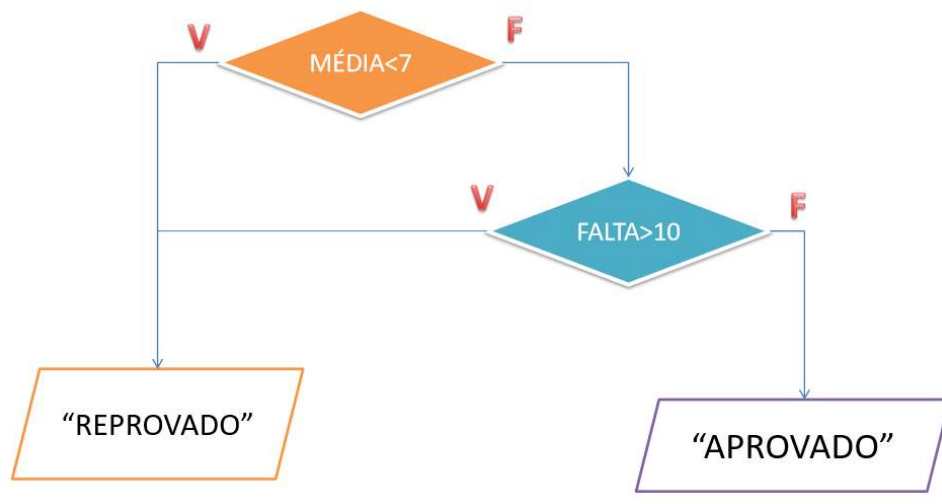 V
F
MÉDIA<7
V
F
FALTA>10
“REPROVADO”
“APROVADO”